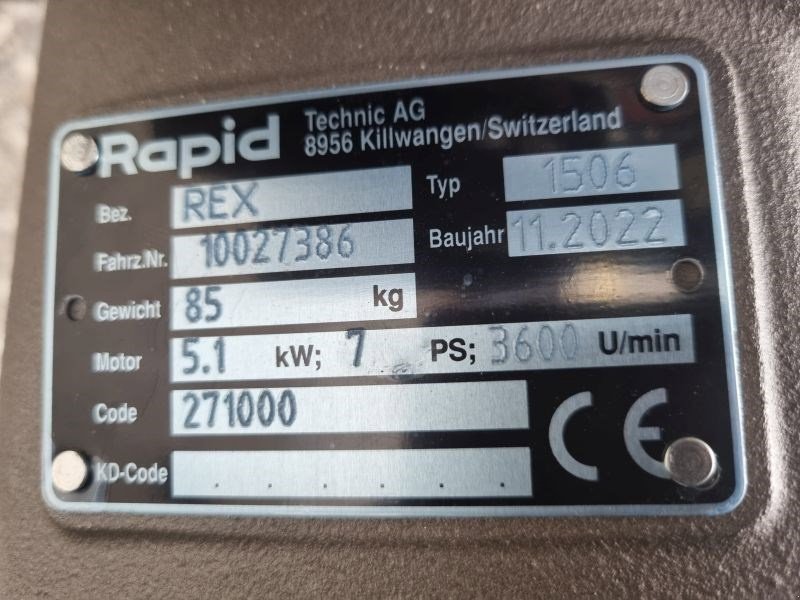 Rapid Technic AG
8956 Killwangen/Switzerland
Bez. REX Typ 1506
Fahrz.Nr. 10027386 Baujahr 11.2022
Gewicht 85 kg
Motor 5.1 kW; 7 PS; 3600 U/min
Code 271000
KD-Code . . . . . .
CE